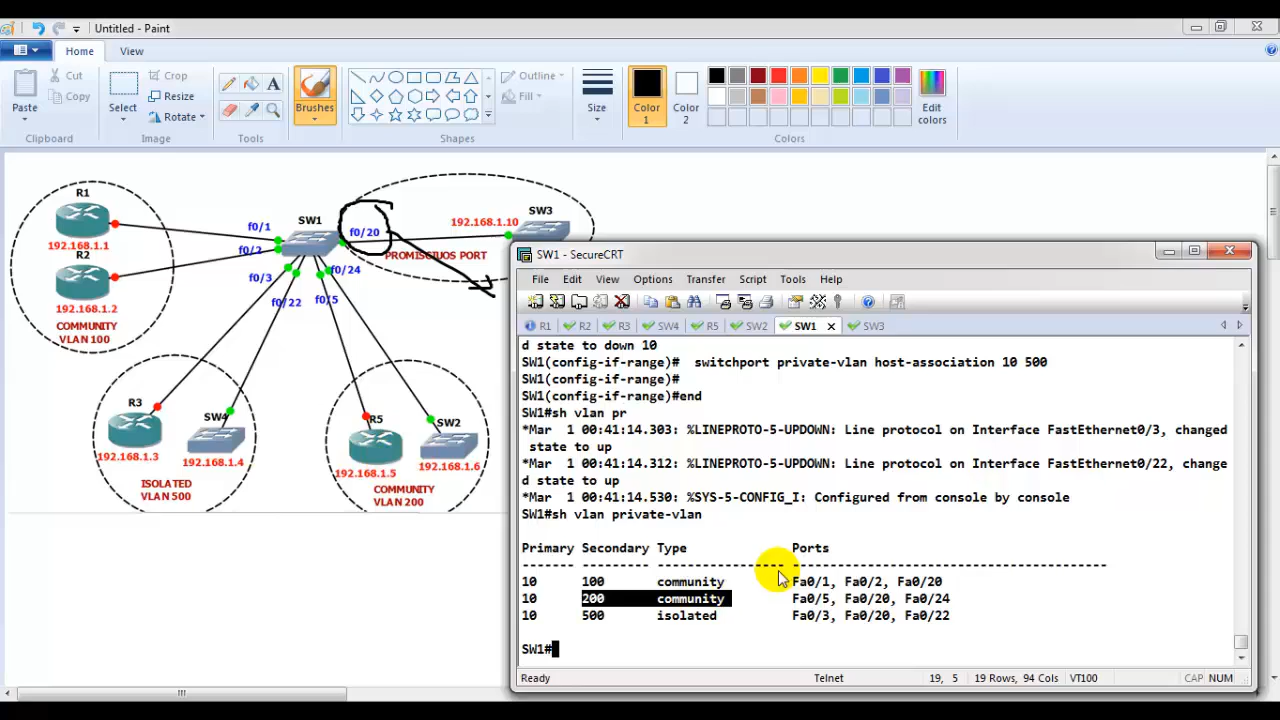 Untitled - Paint
Home
View
Paste
Cut
Copy
Clipboard
Select
Crop
Resize
Rotate
Image
A
Tools
Brushes
Shapes
Outline
Fill
Size
Color
1
Color
2
Edit
colors
Colors
R1
192.168.1.1
R2
192.168.1.2
COMMUNITY
VLAN 100
f0/1
f0/2
SW1
f0/20
192.168.1.10
SW3
PROMISCIUOS PORT
f0/3
f0/24
f0/22
f0/5
R3
192.168.1.3
SW4
192.168.1.4
ISOLATED
VLAN 500
R5
192.168.1.5
SW2
192.168.1.6
COMMUNITY
VLAN 200
SW1 - SecureCRT
File Edit View Options Transfer Script Tools Help
R1 R2 R3 SW4 R5 SW2 SW1 SW3
d state to down 10
SW1(config-if-range)#  switchport private-vlan host-association 10 500
SW1(config-if-range)#
SW1(config-if-range)#end
SW1#sh vlan pr
*Mar  1 00:41:14.303: %LINEPROTO-5-UPDOWN: Line protocol on Interface FastEthernet0/3, changed
state to up
*Mar  1 00:41:14.312: %LINEPROTO-5-UPDOWN: Line protocol on Interface FastEthernet0/22, change
d state to up
*Mar  1 00:41:14.530: %SYS-5-CONFIG_I: Configured from console by console
SW1#sh vlan private-vlan
Primary Secondary Type Ports
------- --------- ----------------- ------------------------------------------
10 100 community Fa0/1, Fa0/2, Fa0/20
10 200 community Fa0/5, Fa0/20, Fa0/24
10 500 isolated Fa0/3, Fa0/20, Fa0/22
SW1#
Ready Telnet 19, 5 19 Rows, 94 Cols VT100 CAP NUM